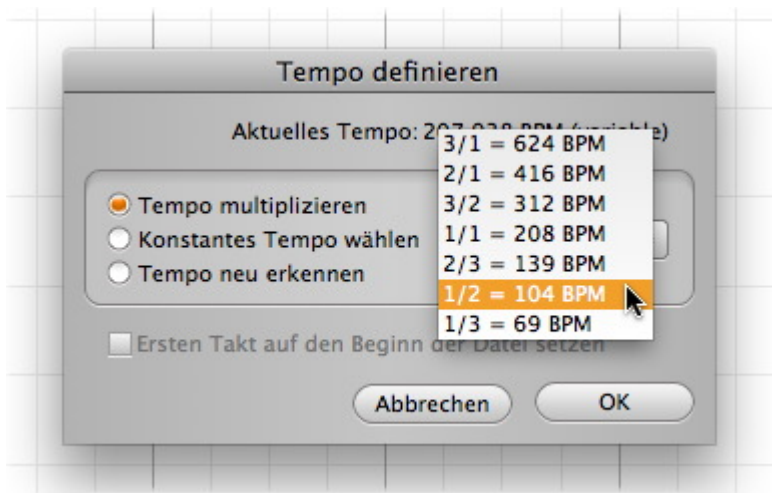 Tempo definieren
Aktuelles Tempo:
3/1 = 624 BPM
2/1 = 416 BPM
3/2 = 312 BPM
1/1 = 208 BPM
2/3 = 139 BPM
1/2 = 104 BPM
1/3 = 69 BPM
Tempo multiplizieren
Konstantes Tempo wählen
Tempo neu erkennen
Ersten Takt auf den Beginn der Datei setzen
Abbrechen
OK